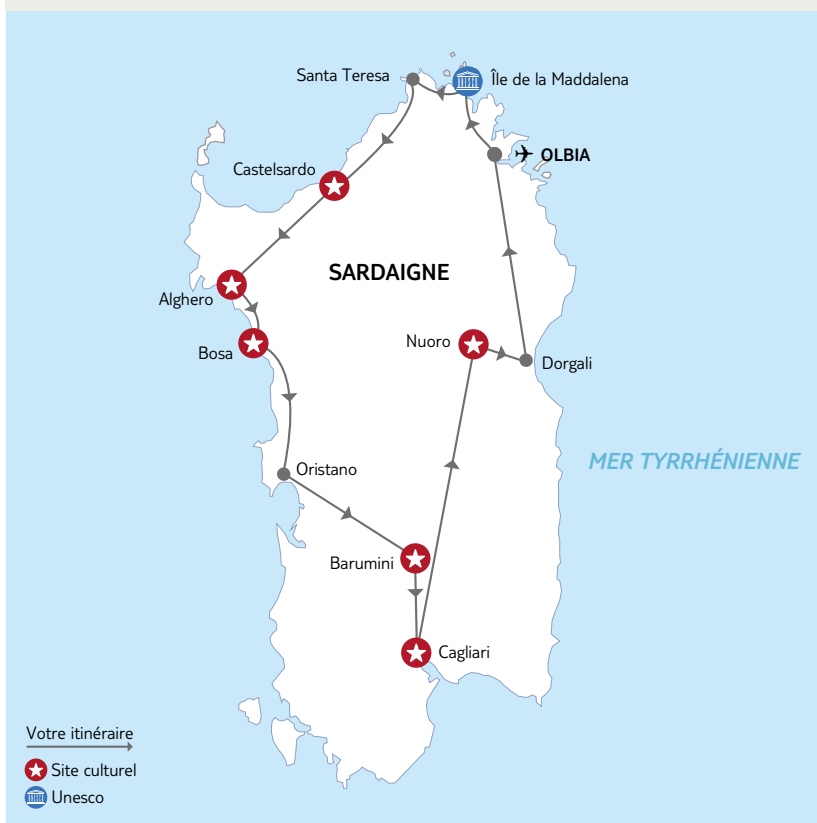 Santa Teresa
Île de la Maddalena
OLBIA
Castelsardo
SARDAIGNE
Alghero
Nuoro
Bosa
Dorgali
MER TYRRHÉNIENNE
Oristano
Barumini
Cagliari
Votre itinéraire
Site culturel
Unesco